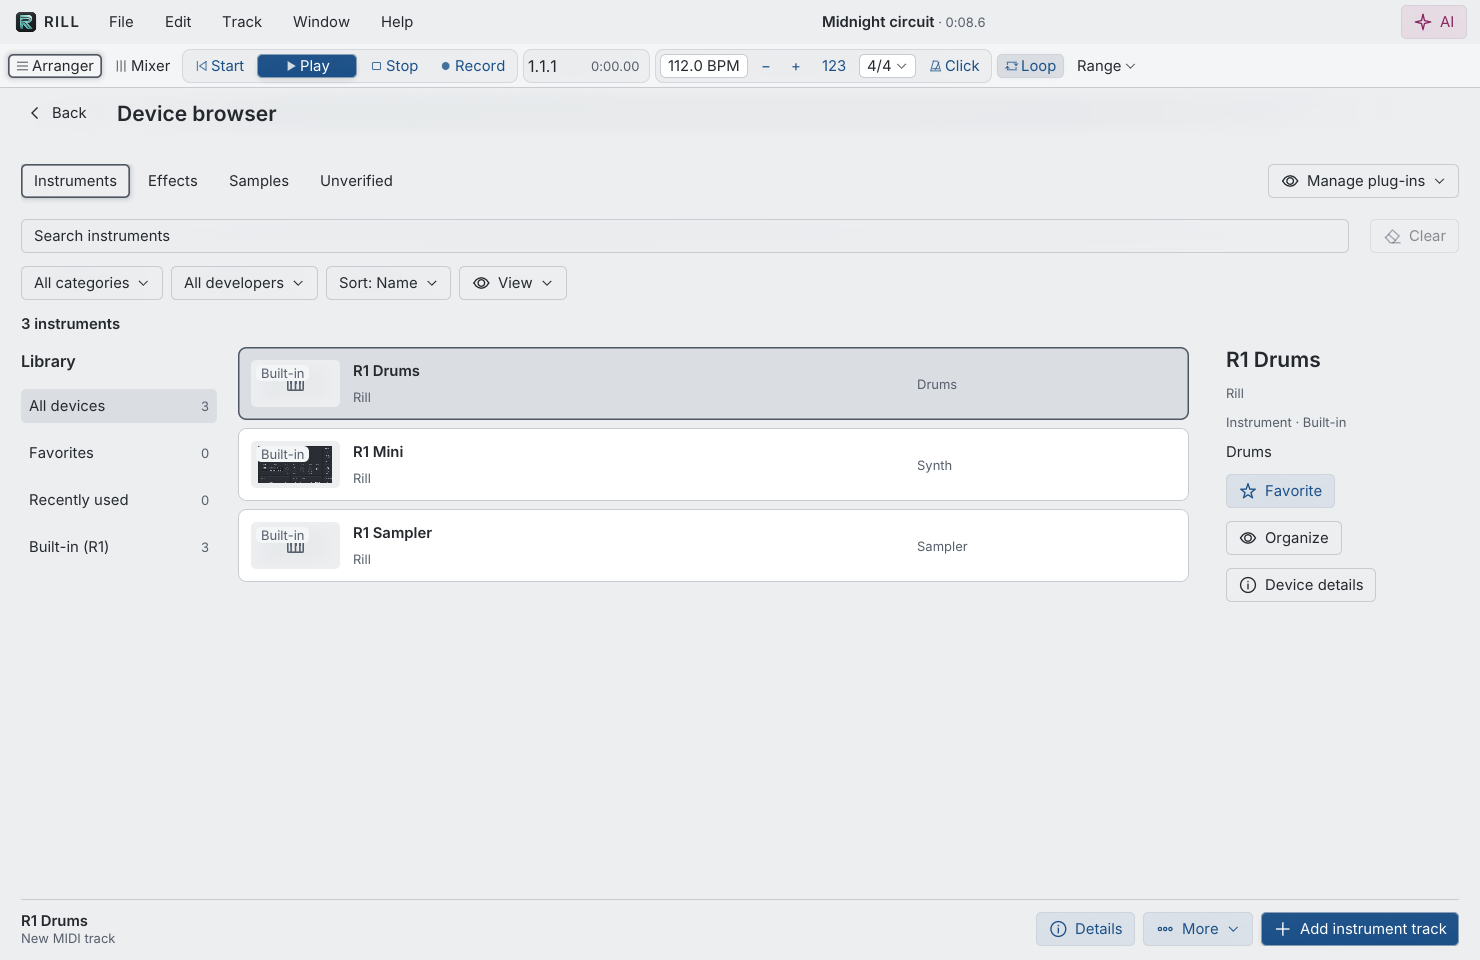 RILL File Edit Track Window Help Midnight circuit · 0:08.6 AI
Arranger Mixer Start Play Stop Record 1.1.1 0:00.00 112.0 BPM − + 123 4/4 Click Loop Range
Back Device browser
Instruments Effects Samples Unverified Manage plug-ins
Search instruments Clear
All categories All developers Sort: Name View
3 instruments
Library
All devices 3
Favorites 0
Recently used 0
Built-in (R1) 3
Built-in R1 Drums
Rill
Drums
Built-in R1 Mini
Rill
Synth
Built-in R1 Sampler
Rill
Sampler
R1 Drums
Rill
Instrument · Built-in
Drums
Favorite
Organize
Device details
R1 Drums
New MIDI track
Details More Add instrument track